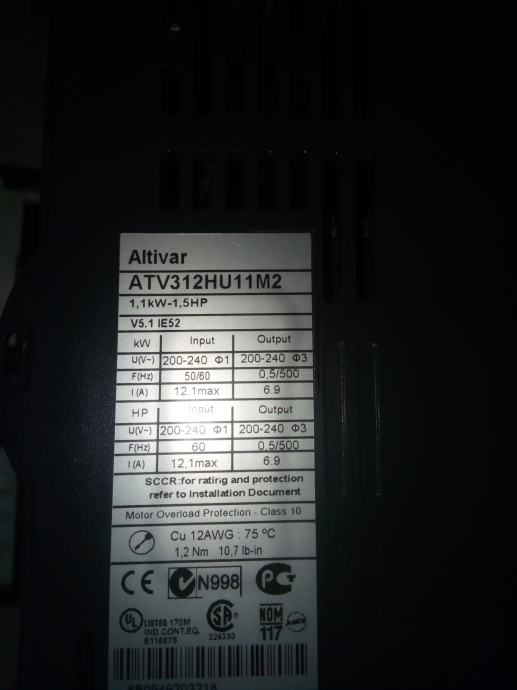 Altivar
ATV312HU11M2
1,1kW-1,5HP
V5.1 IE52
kW Input Output
U(V~) 200-240 Φ1 200-240 Φ3
F(Hz) 50/60 0,5/500
I (A) 12,1max 6.9
HP Input Output
U(V~) 200-240 Φ1 200-240 Φ3
F(Hz) 60 0,5/500
I (A) 12,1max 6.9
SCCR:for rating and protection
refer to Installation Document
Motor Overload Protection - Class 10
Cu 12AWG : 75 ºC
1,2 Nm 10,7 lb-in
CE N998
UL LISTED 170M
IND.CONT.EQ.
E116875
SA
224330
NOM
117